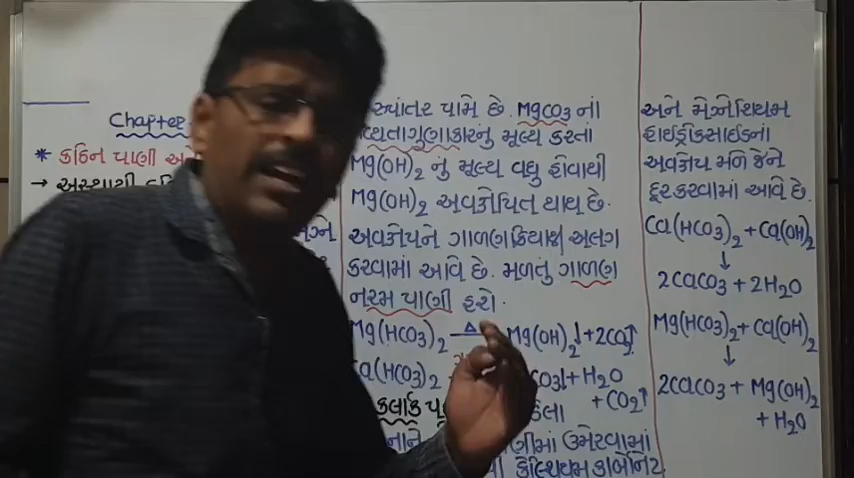 Chapter
* કઠિન પાણી અ
→ અસ્થાયી
પાંતર પામે છે. MgCO3 નાં
દ્રાવ્યતાગુણાકારનું મૂલ્ય કરતા
Mg(OH)2 નું મૂલ્ય વધુ હોવાથી
Mg(OH)2 અવક્ષેપિત થાય છે.
અવક્ષેપને ગાળણ ક્રિયાથી અલગ
કરવામાં આવે છે. મળતું ગાળણ
નરમ પાણી હશે.
Mg(HCO3)2 Δ→ Mg(OH)2↓+2CO2↑
Ca(HCO3)2 CO3↓+H2O
+CO2↑
કલાર્ક
ઉમેરવામાં
કેલ્શિયમ કાર્બોનેટ
અને મેગ્નેશિયમ
હાઈડ્રોક્સાઈડનાં
અવક્ષેપ મળે જેને
દૂર કરવામાં આવે છે.
Ca(HCO3)2 + Ca(OH)2
↓
2CaCO3 + 2H2O
Mg(HCO3)2 + Ca(OH)2
↓
2CaCO3 + Mg(OH)2
+ H2O